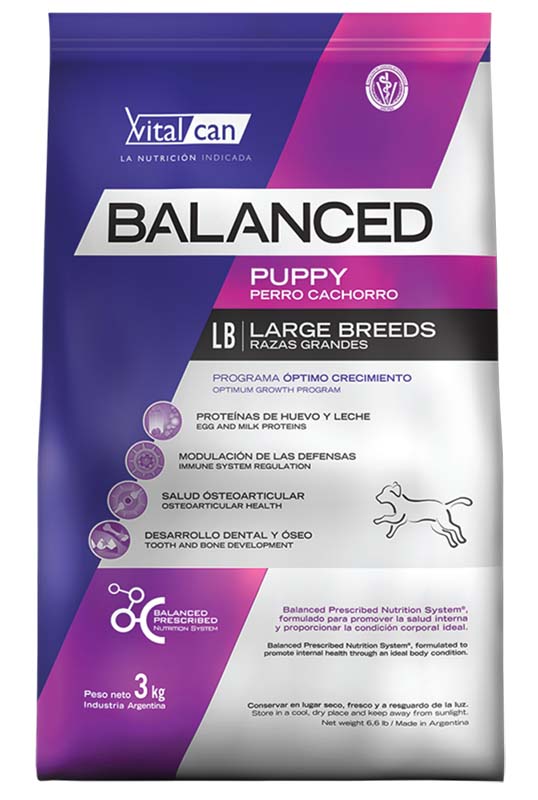 Vital can
LA NUTRICIÓN INDICADA
BALANCED
PUPPY
PERRO CACHORRO
LB | LARGE BREEDS
RAZAS GRANDES
PROGRAMA ÓPTIMO CRECIMIENTO
OPTIMUM GROWTH PROGRAM
PROTEÍNAS DE HUEVO Y LECHE
EGG AND MILK PROTEINS
MODULACIÓN DE LAS DEFENSAS
IMMUNE SYSTEM REGULATION
SALUD ÓSTEOARTICULAR
OSTEOARTICULAR HEALTH
DESARROLLO DENTAL Y ÓSEO
TOOTH AND BONE DEVELOPMENT
BALANCED
PRESCRIBED
NUTRITION SYSTEM
Balanced Prescribed Nutrition System®,
formulado para promover la salud interna
y proporcionar la condición corporal ideal.
Balanced Prescribed Nutrition System®, formulated to
promote internal health through an ideal body condition.
Peso neto 3 kg
Industria Argentina
Conservar en lugar seco, fresco y a resguardo de la luz.
Store in a cool, dry place and keep away from sunlight.
Net weight 6,6 lb / Made in Argentina